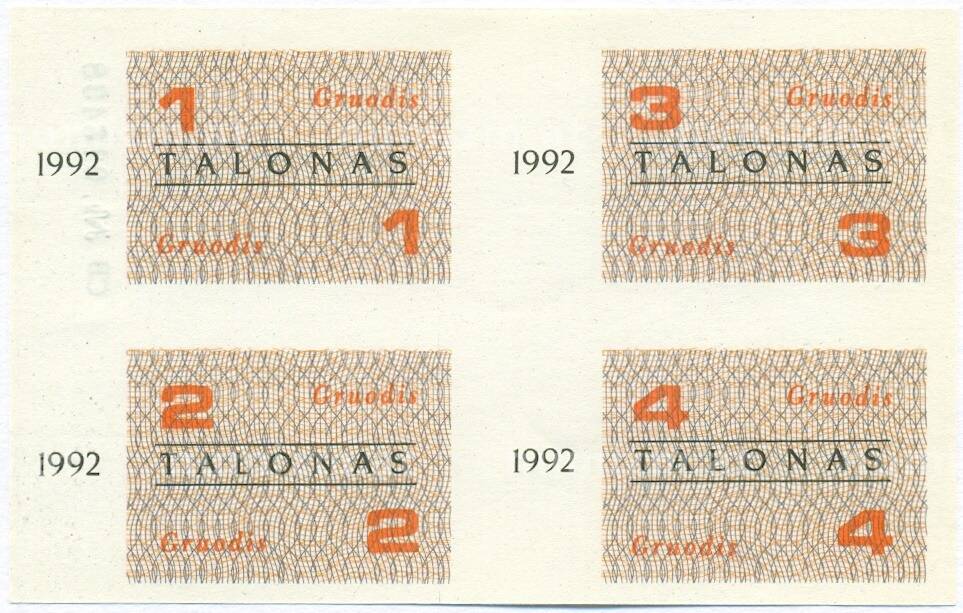 1 Gruodis
1992 TALONAS
Gruodis 1
3 Gruodis
1992 TALONAS
Gruodis 3
2 Gruodis
1992 TALONAS
Gruodis 2
4 Gruodis
1992 TALONAS
Gruodis 4